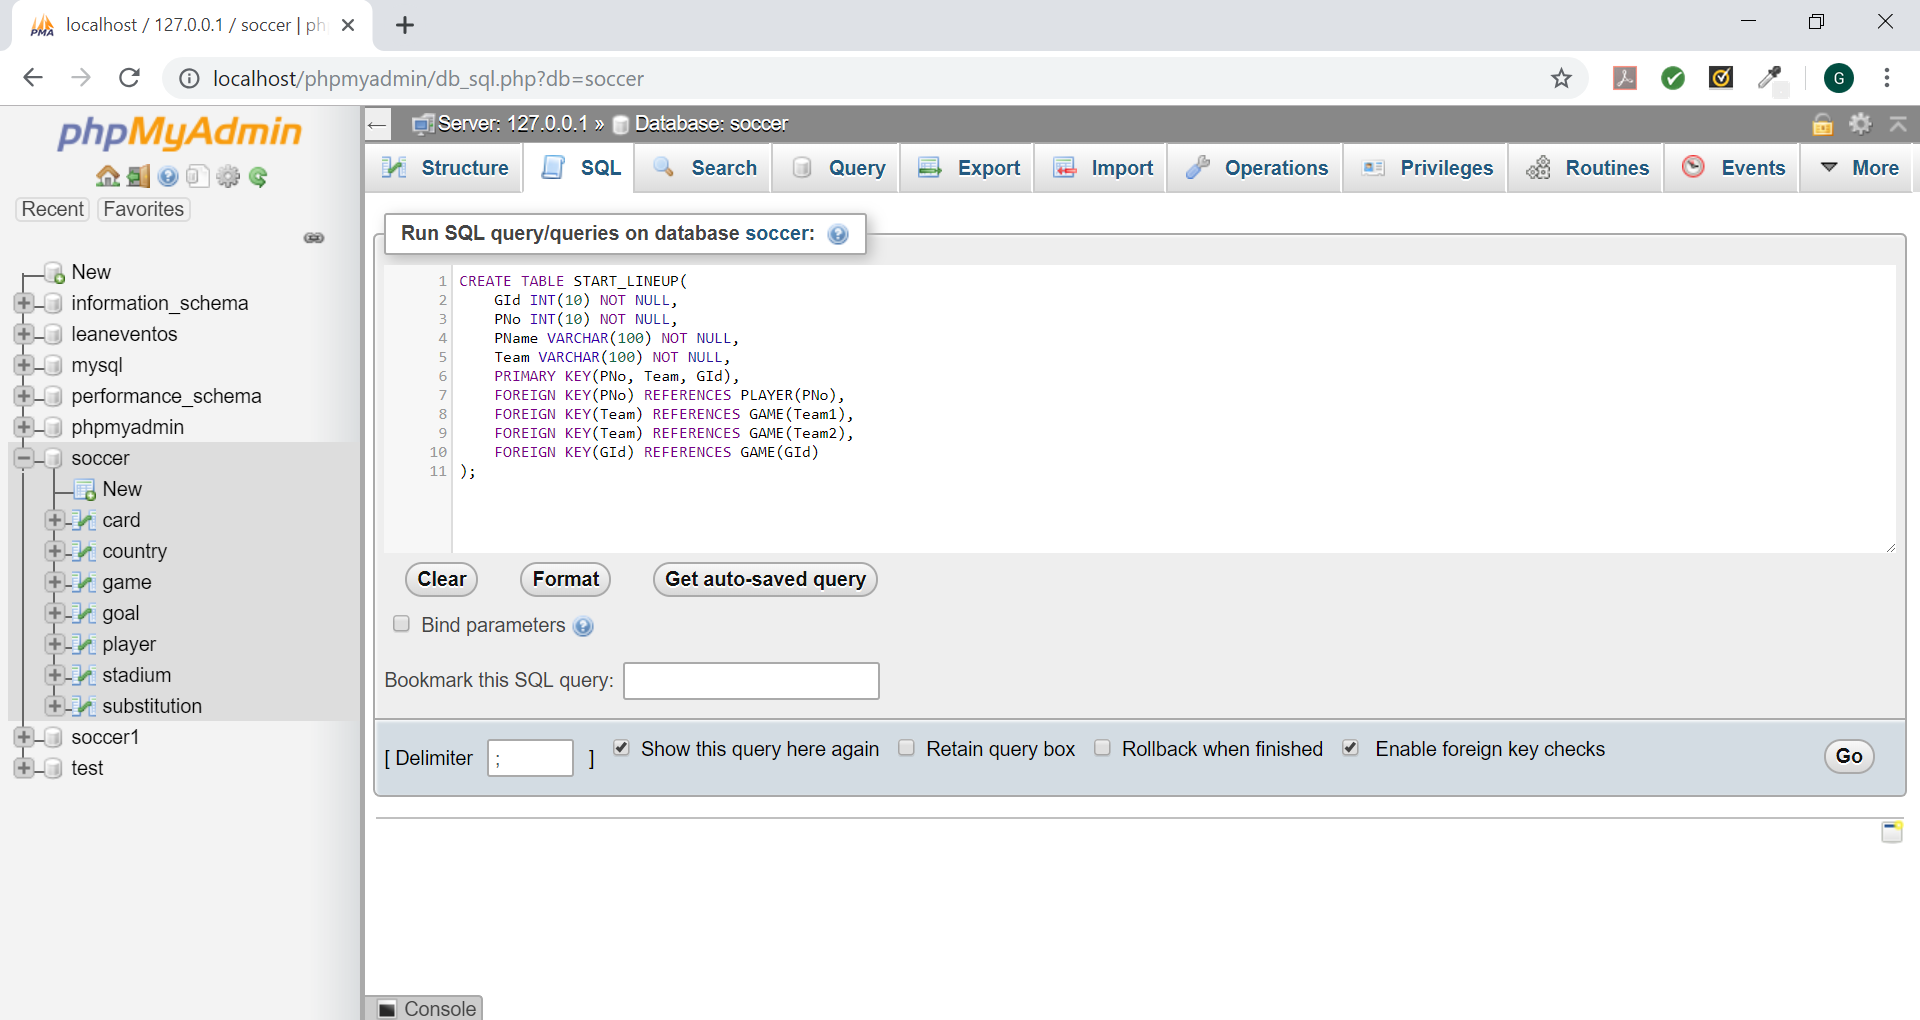 localhost / 127.0.0.1 / soccer | ph
localhost/phpmyadmin/db_sql.php?db=soccer
G
phpMyAdmin
Recent Favorites
New
information_schema
leaneventos
mysql
performance_schema
phpmyadmin
soccer
New
card
country
game
goal
player
stadium
substitution
soccer1
test
Server: 127.0.0.1 » Database: soccer
Structure SQL Search Query Export Import Operations Privileges Routines Events More
Run SQL query/queries on database soccer:
1 CREATE TABLE START_LINEUP(
2 GId INT(10) NOT NULL,
3 PNo INT(10) NOT NULL,
4 PName VARCHAR(100) NOT NULL,
5 Team VARCHAR(100) NOT NULL,
6 PRIMARY KEY(PNo, Team, GId),
7 FOREIGN KEY(PNo) REFERENCES PLAYER(PNo),
8 FOREIGN KEY(Team) REFERENCES GAME(Team1),
9 FOREIGN KEY(Team) REFERENCES GAME(Team2),
10 FOREIGN KEY(GId) REFERENCES GAME(GId)
11 );
Clear Format Get auto-saved query
Bind parameters
Bookmark this SQL query:
[ Delimiter ; ] Show this query here again Retain query box Rollback when finished Enable foreign key checks Go
Console